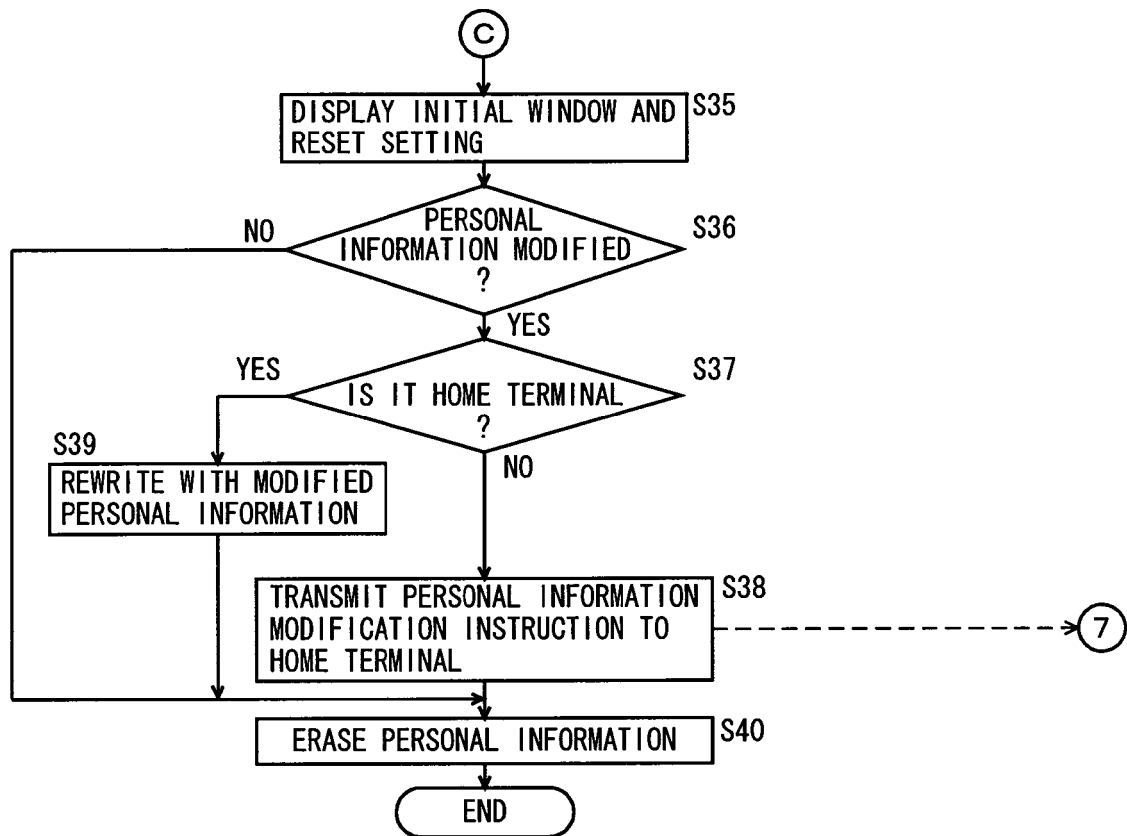 C
DISPLAY INITIAL WINDOW AND
RESET SETTING
S35
PERSONAL
INFORMATION MODIFIED
?
S36
NO
YES
IS IT HOME TERMINAL
?
S37
YES
NO
S39
REWRITE WITH MODIFIED
PERSONAL INFORMATION
TRANSMIT PERSONAL INFORMATION
MODIFICATION INSTRUCTION TO
HOME TERMINAL
S38
7
ERASE PERSONAL INFORMATION
S40
END